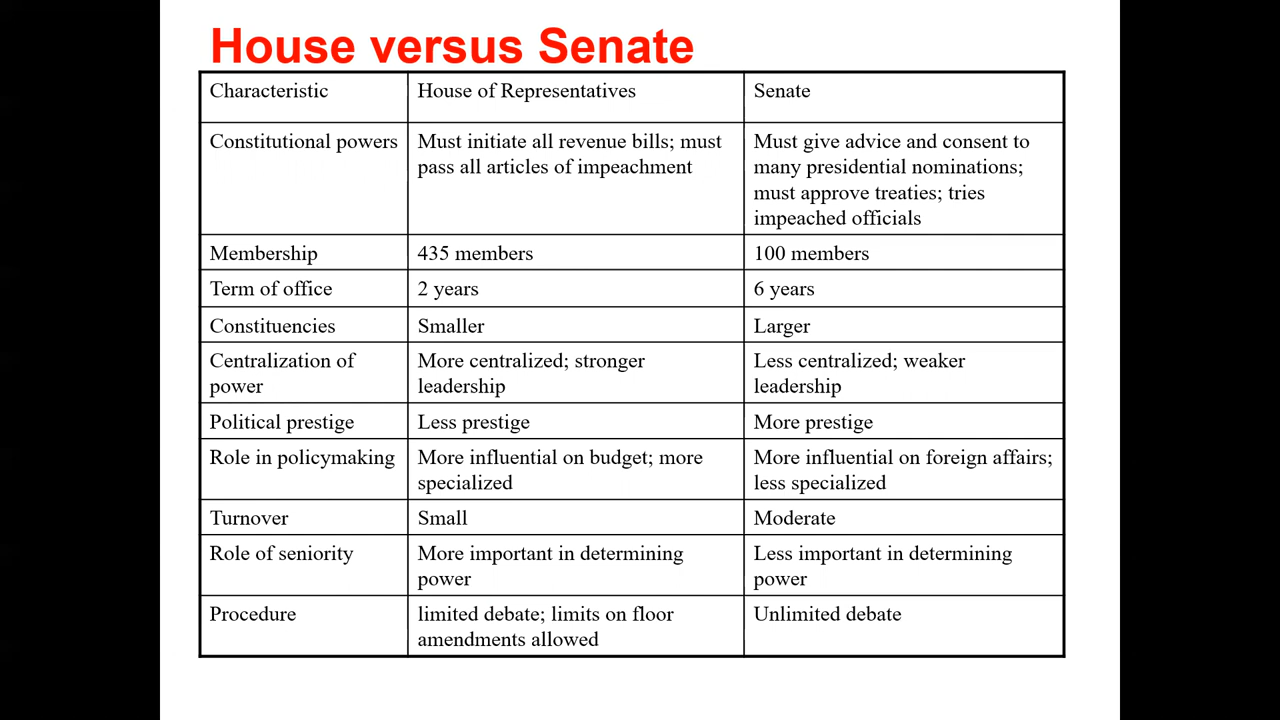 House versus Senate
Characteristic
House of Representatives
Senate
Constitutional powers
Must initiate all revenue bills; must
pass all articles of impeachment
Must give advice and consent to
many presidential nominations;
must approve treaties; tries
impeached officials
Membership
435 members
100 members
Term of office
2 years
6 years
Constituencies
Smaller
Larger
Centralization of
power
More centralized; stronger
leadership
Less centralized; weaker
leadership
Political prestige
Less prestige
More prestige
Role in policymaking
More influential on budget; more
specialized
More influential on foreign affairs;
less specialized
Turnover
Small
Moderate
Role of seniority
More important in determining
power
Less important in determining
power
Procedure
limited debate; limits on floor
amendments allowed
Unlimited debate